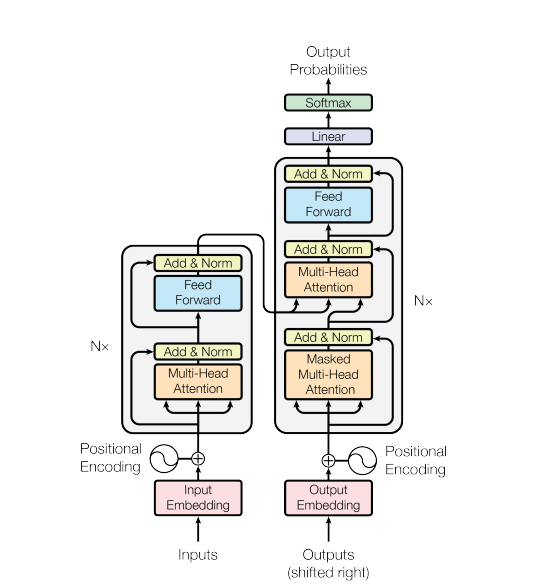 Output
Probabilities
Softmax
Linear
Add & Norm
Feed
Forward
Add & Norm
Multi-Head
Attention
N×
Add & Norm
Masked
Multi-Head
Attention
Add & Norm
Feed
Forward
N×
Add & Norm
Multi-Head
Attention
Positional
Encoding
Positional
Encoding
Input
Embedding
Output
Embedding
Inputs
Outputs
(shifted right)